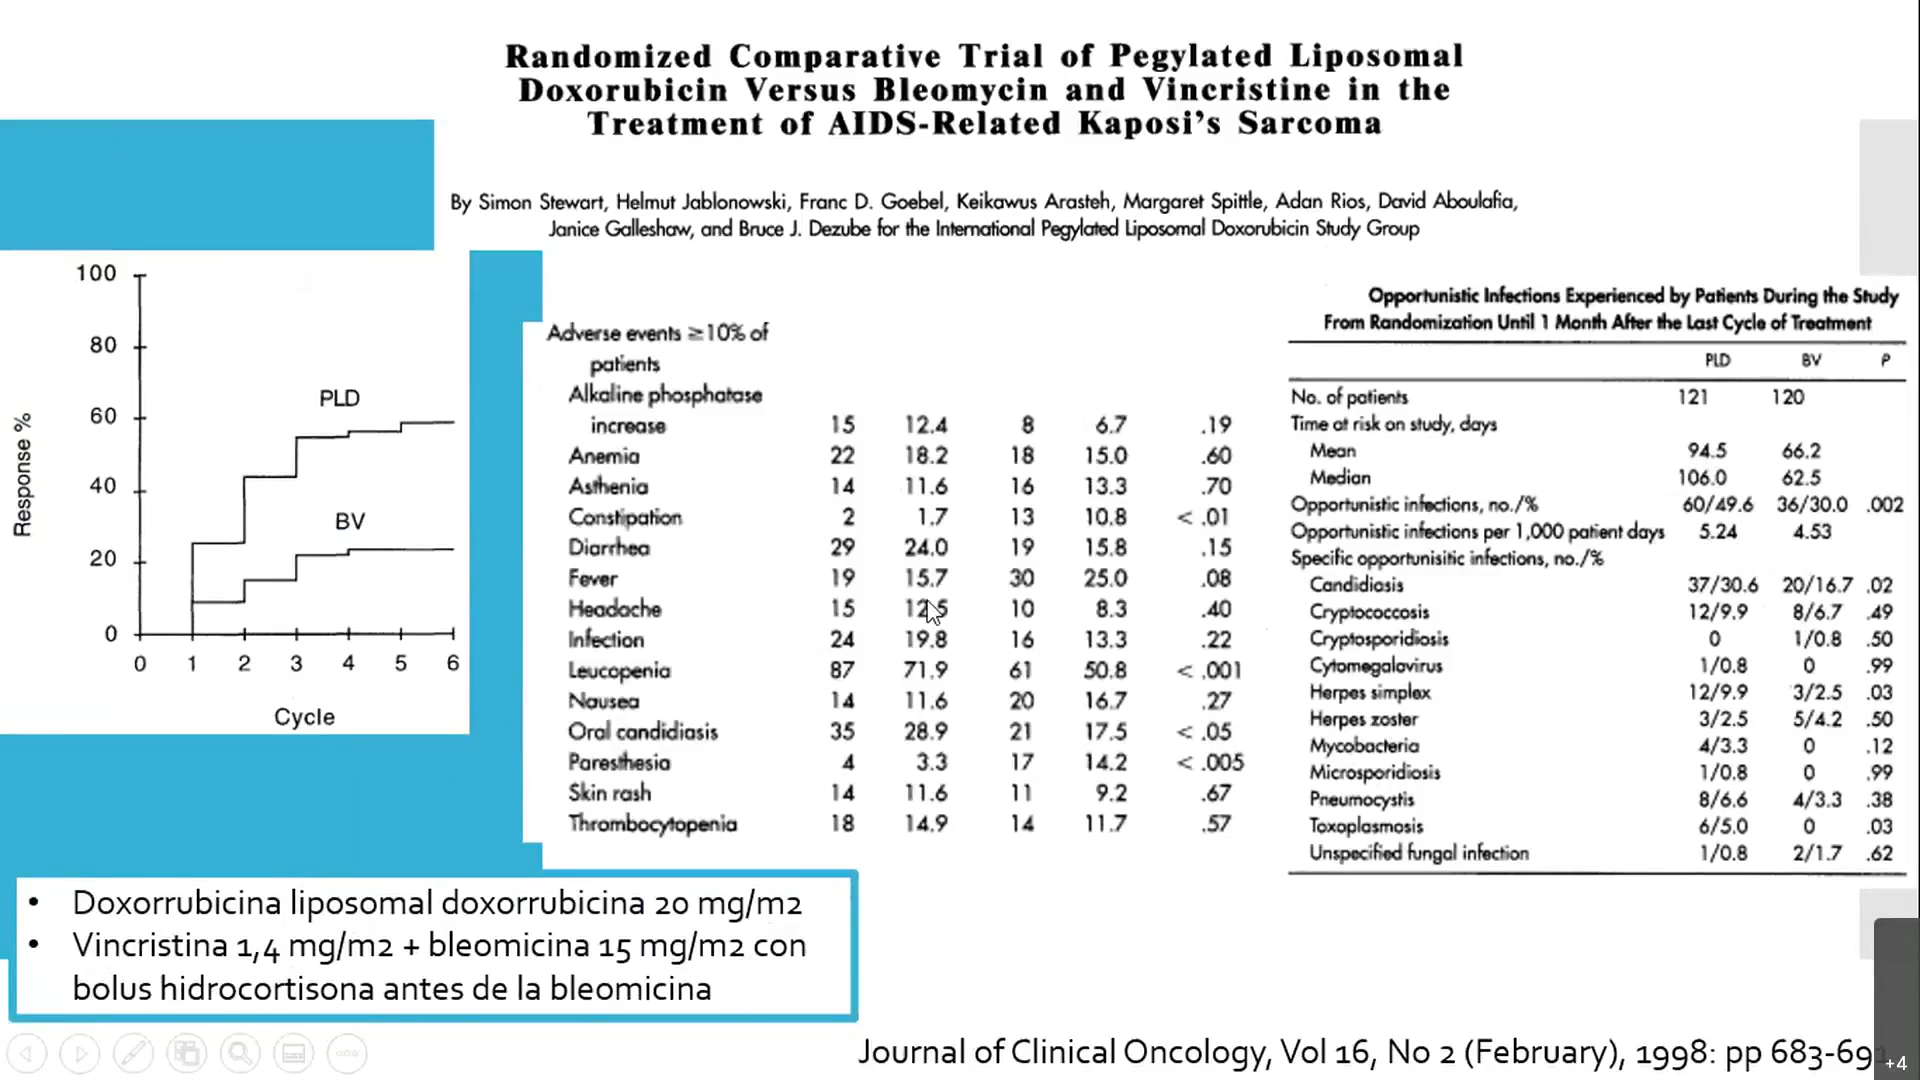 Randomized Comparative Trial of Pegylated Liposomal
Doxorubicin Versus Bleomycin and Vincristine in the
Treatment of AIDS-Related Kaposi's Sarcoma
By Simon Stewart, Helmut Jablonowski, Franc D. Goebel, Keikawus Arasteh, Margaret Spittle, Adan Rios, David Aboulafia,
Janice Galleshaw, and Bruce J. Dezube for the International Pegylated Liposomal Doxorubicin Study Group
100
80
60
40
20
0
Response %
PLD
BV
0 1 2 3 4 5 6
Cycle
Adverse events ≥10% of
patients
Alkaline phosphatase
increase 15 12.4 8 6.7 .19
Anemia 22 18.2 18 15.0 .60
Asthenia 14 11.6 16 13.3 .70
Constipation 2 1.7 13 10.8 < .01
Diarrhea 29 24.0 19 15.8 .15
Fever 19 15.7 30 25.0 .08
Headache 15 12.5 10 8.3 .40
Infection 24 19.8 16 13.3 .22
Leucopenia 87 71.9 61 50.8 < .001
Nausea 14 11.6 20 16.7 .27
Oral candidiasis 35 28.9 21 17.5 < .05
Paresthesia 4 3.3 17 14.2 < .005
Skin rash 14 11.6 11 9.2 .67
Thrombocytopenia 18 14.9 14 11.7 .57
Opportunistic Infections Experienced by Patients During the Study
From Randomization Until 1 Month After the Last Cycle of Treatment
PLD BV P
No. of patients 121 120
Time at risk on study, days
Mean 94.5 66.2
Median 106.0 62.5
Opportunistic infections, no./% 60/49.6 36/30.0 .002
Opportunistic infections per 1,000 patient days 5.24 4.53
Specific opportunisitic infections, no./%
Candidiasis 37/30.6 20/16.7 .02
Cryptococcosis 12/9.9 8/6.7 .49
Cryptosporidiosis 0 1/0.8 .50
Cytomegalovirus 1/0.8 0 .99
Herpes simplex 12/9.9 3/2.5 .03
Herpes zoster 3/2.5 5/4.2 .50
Mycobacteria 4/3.3 0 .12
Microsporidiosis 1/0.8 0 .99
Pneumocystis 8/6.6 4/3.3 .38
Toxoplasmosis 6/5.0 0 .03
Unspecified fungal infection 1/0.8 2/1.7 .62
• Doxorrubicina liposomal doxorrubicina 20 mg/m2
• Vincristina 1,4 mg/m2 + bleomicina 15 mg/m2 con
bolus hidrocortisona antes de la bleomicina
Journal of Clinical Oncology, Vol 16, No 2 (February), 1998: pp 683-691
+4